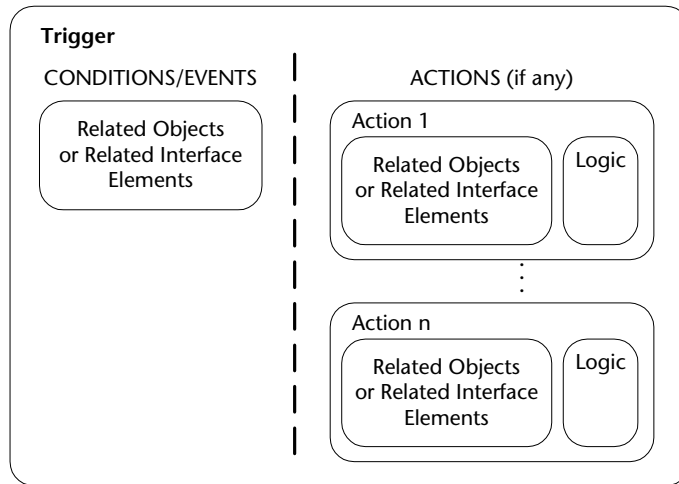 Trigger
CONDITIONS/EVENTS
Related Objects
or Related Interface
Elements
ACTIONS (if any)
Action 1
Related Objects
or Related Interface
Elements
Logic
Action n
Related Objects
or Related Interface
Elements
Logic